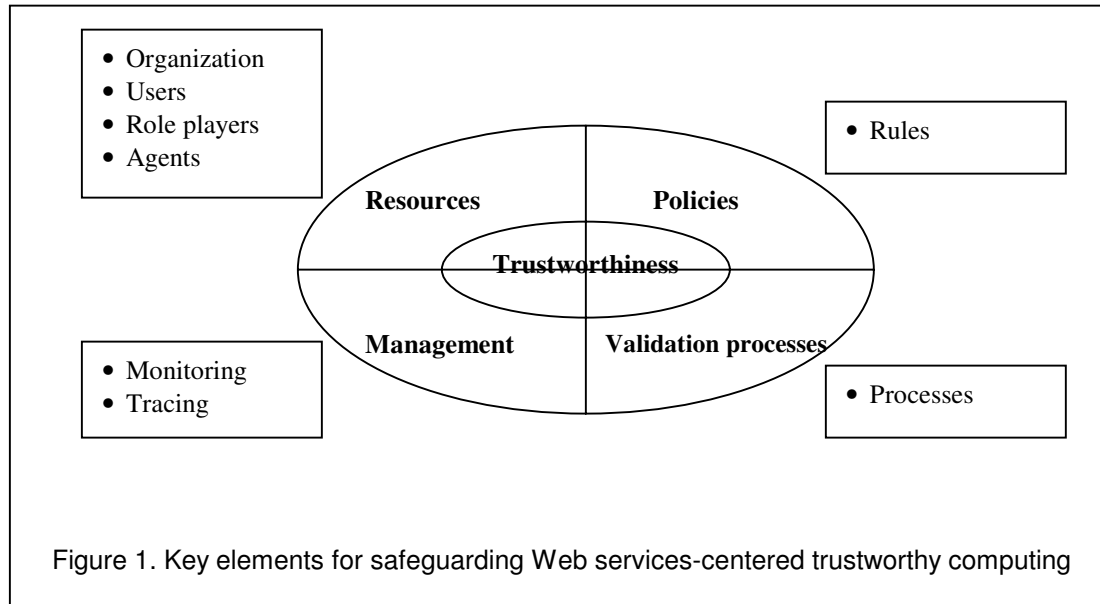 • Organization
• Users
• Role players
• Agents
• Rules
Resources
Policies
Trustworthiness
Management
Validation processes
• Monitoring
• Tracing
• Processes
Figure 1. Key elements for safeguarding Web services-centered trustworthy computing